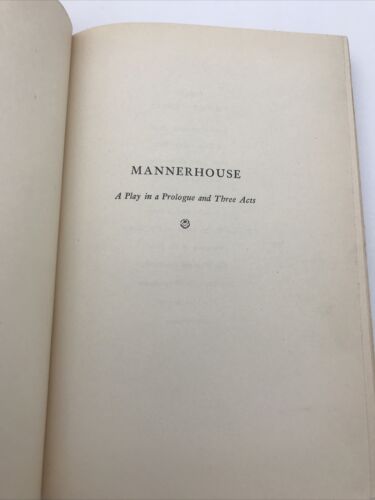 MANNERHOUSE
A Play in a Prologue and Three Acts